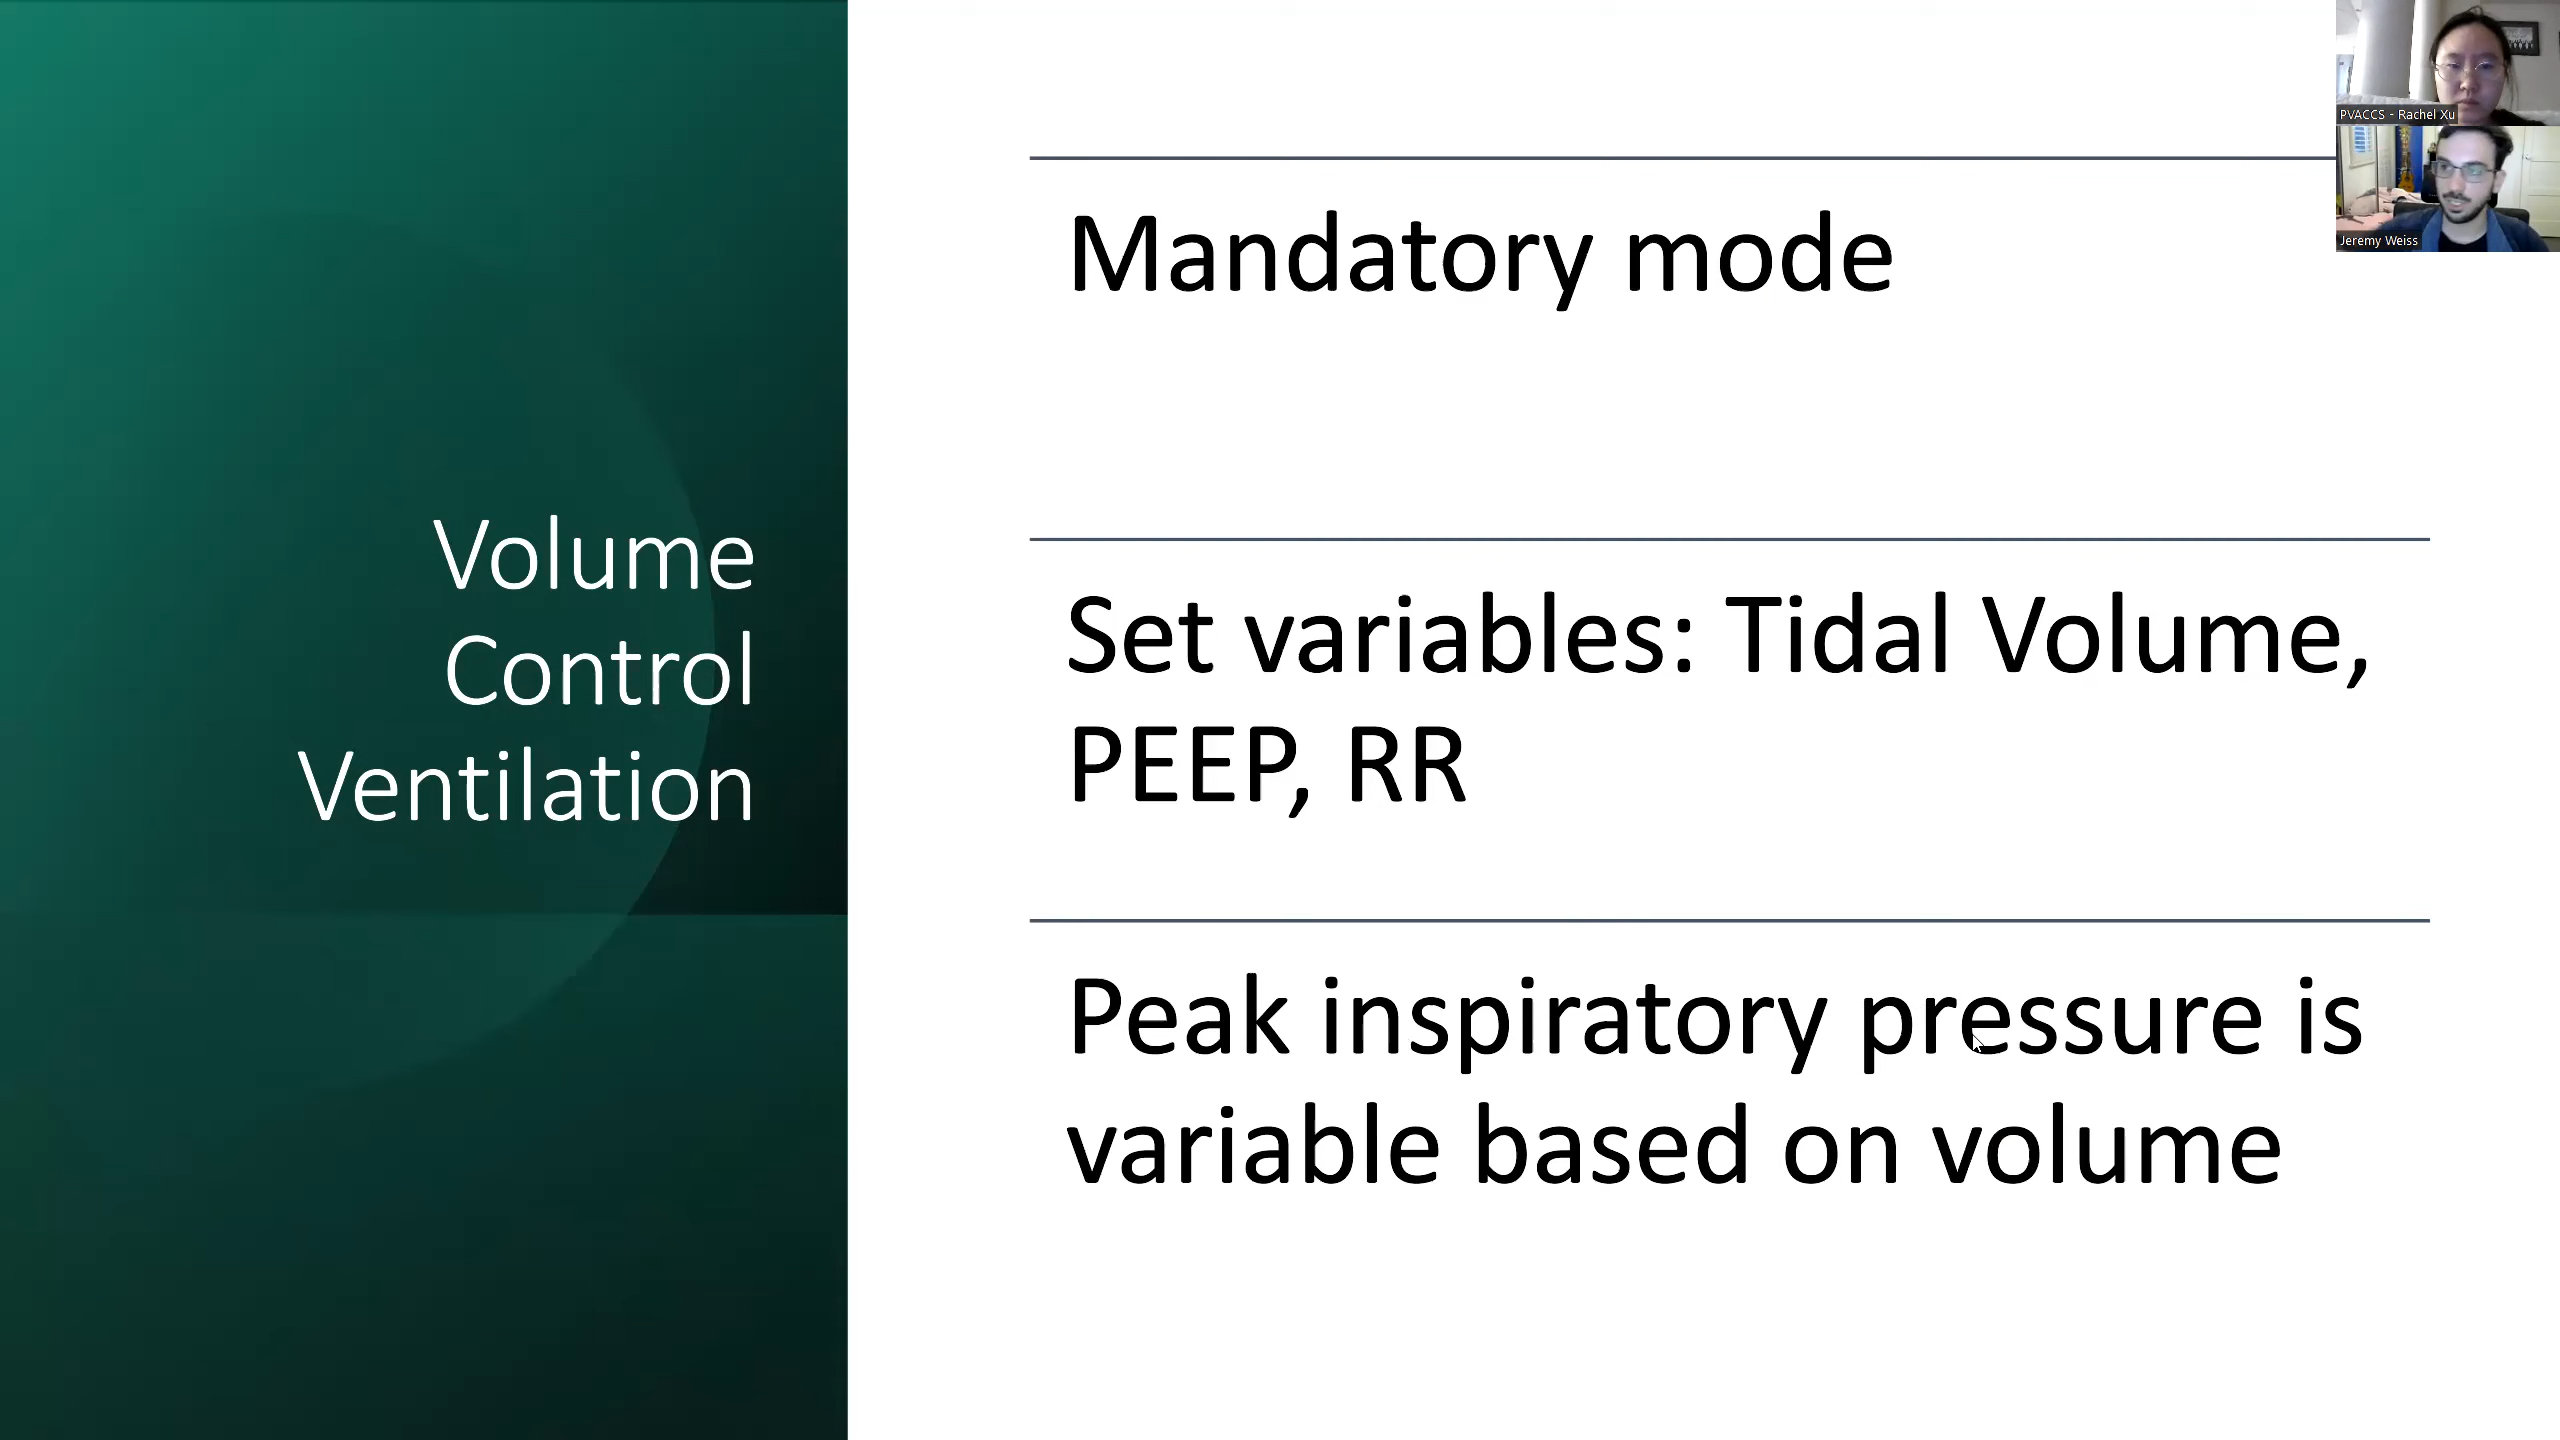 Volume
Control
Ventilation
Mandatory mode
Set variables: Tidal Volume,
PEEP, RR
Peak inspiratory pressure is
variable based on volume
PVACCS - Rachel Xu
Jeremy Weiss